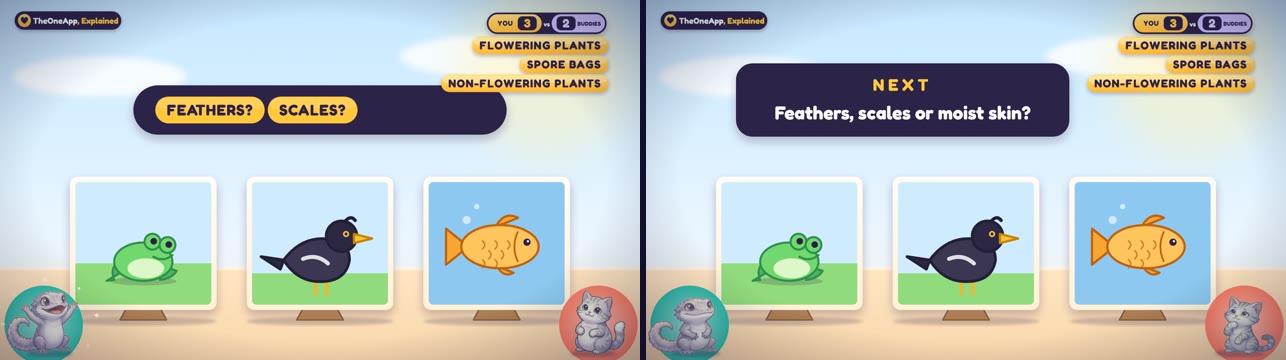 TheOneApp, Explained
YOU 3 vs 2 BUDDIES
FLOWERING PLANTS
SPORE BAGS
NON-FLOWERING PLANTS
FEATHERS? SCALES?
TheOneApp, Explained
YOU 3 vs 2 BUDDIES
FLOWERING PLANTS
SPORE BAGS
NON-FLOWERING PLANTS
NEXT
Feathers, scales or moist skin?